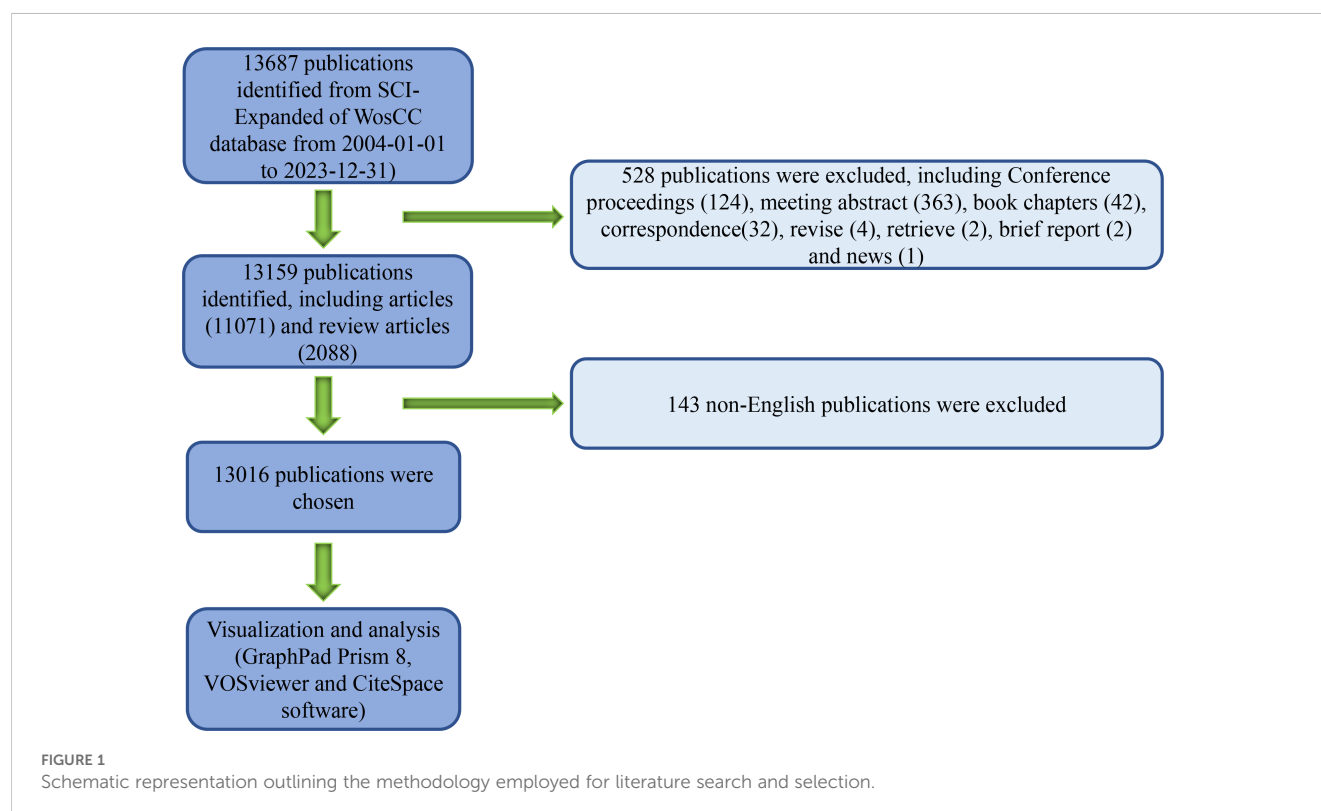 13687 publications
identified from SCI-
Expanded of WosCC
database from 2004-01-01
to 2023-12-31)
528 publications were excluded, including Conference
proceedings (124), meeting abstract (363), book chapters (42),
correspondence(32), revise (4), retrieve (2), brief report (2)
and news (1)
13159 publications
identified, including articles
(11071) and review articles
(2088)
143 non-English publications were excluded
13016 publications were
chosen
Visualization and analysis
(GraphPad Prism 8,
VOSviewer and CiteSpace
software)
FIGURE 1
Schematic representation outlining the methodology employed for literature search and selection.